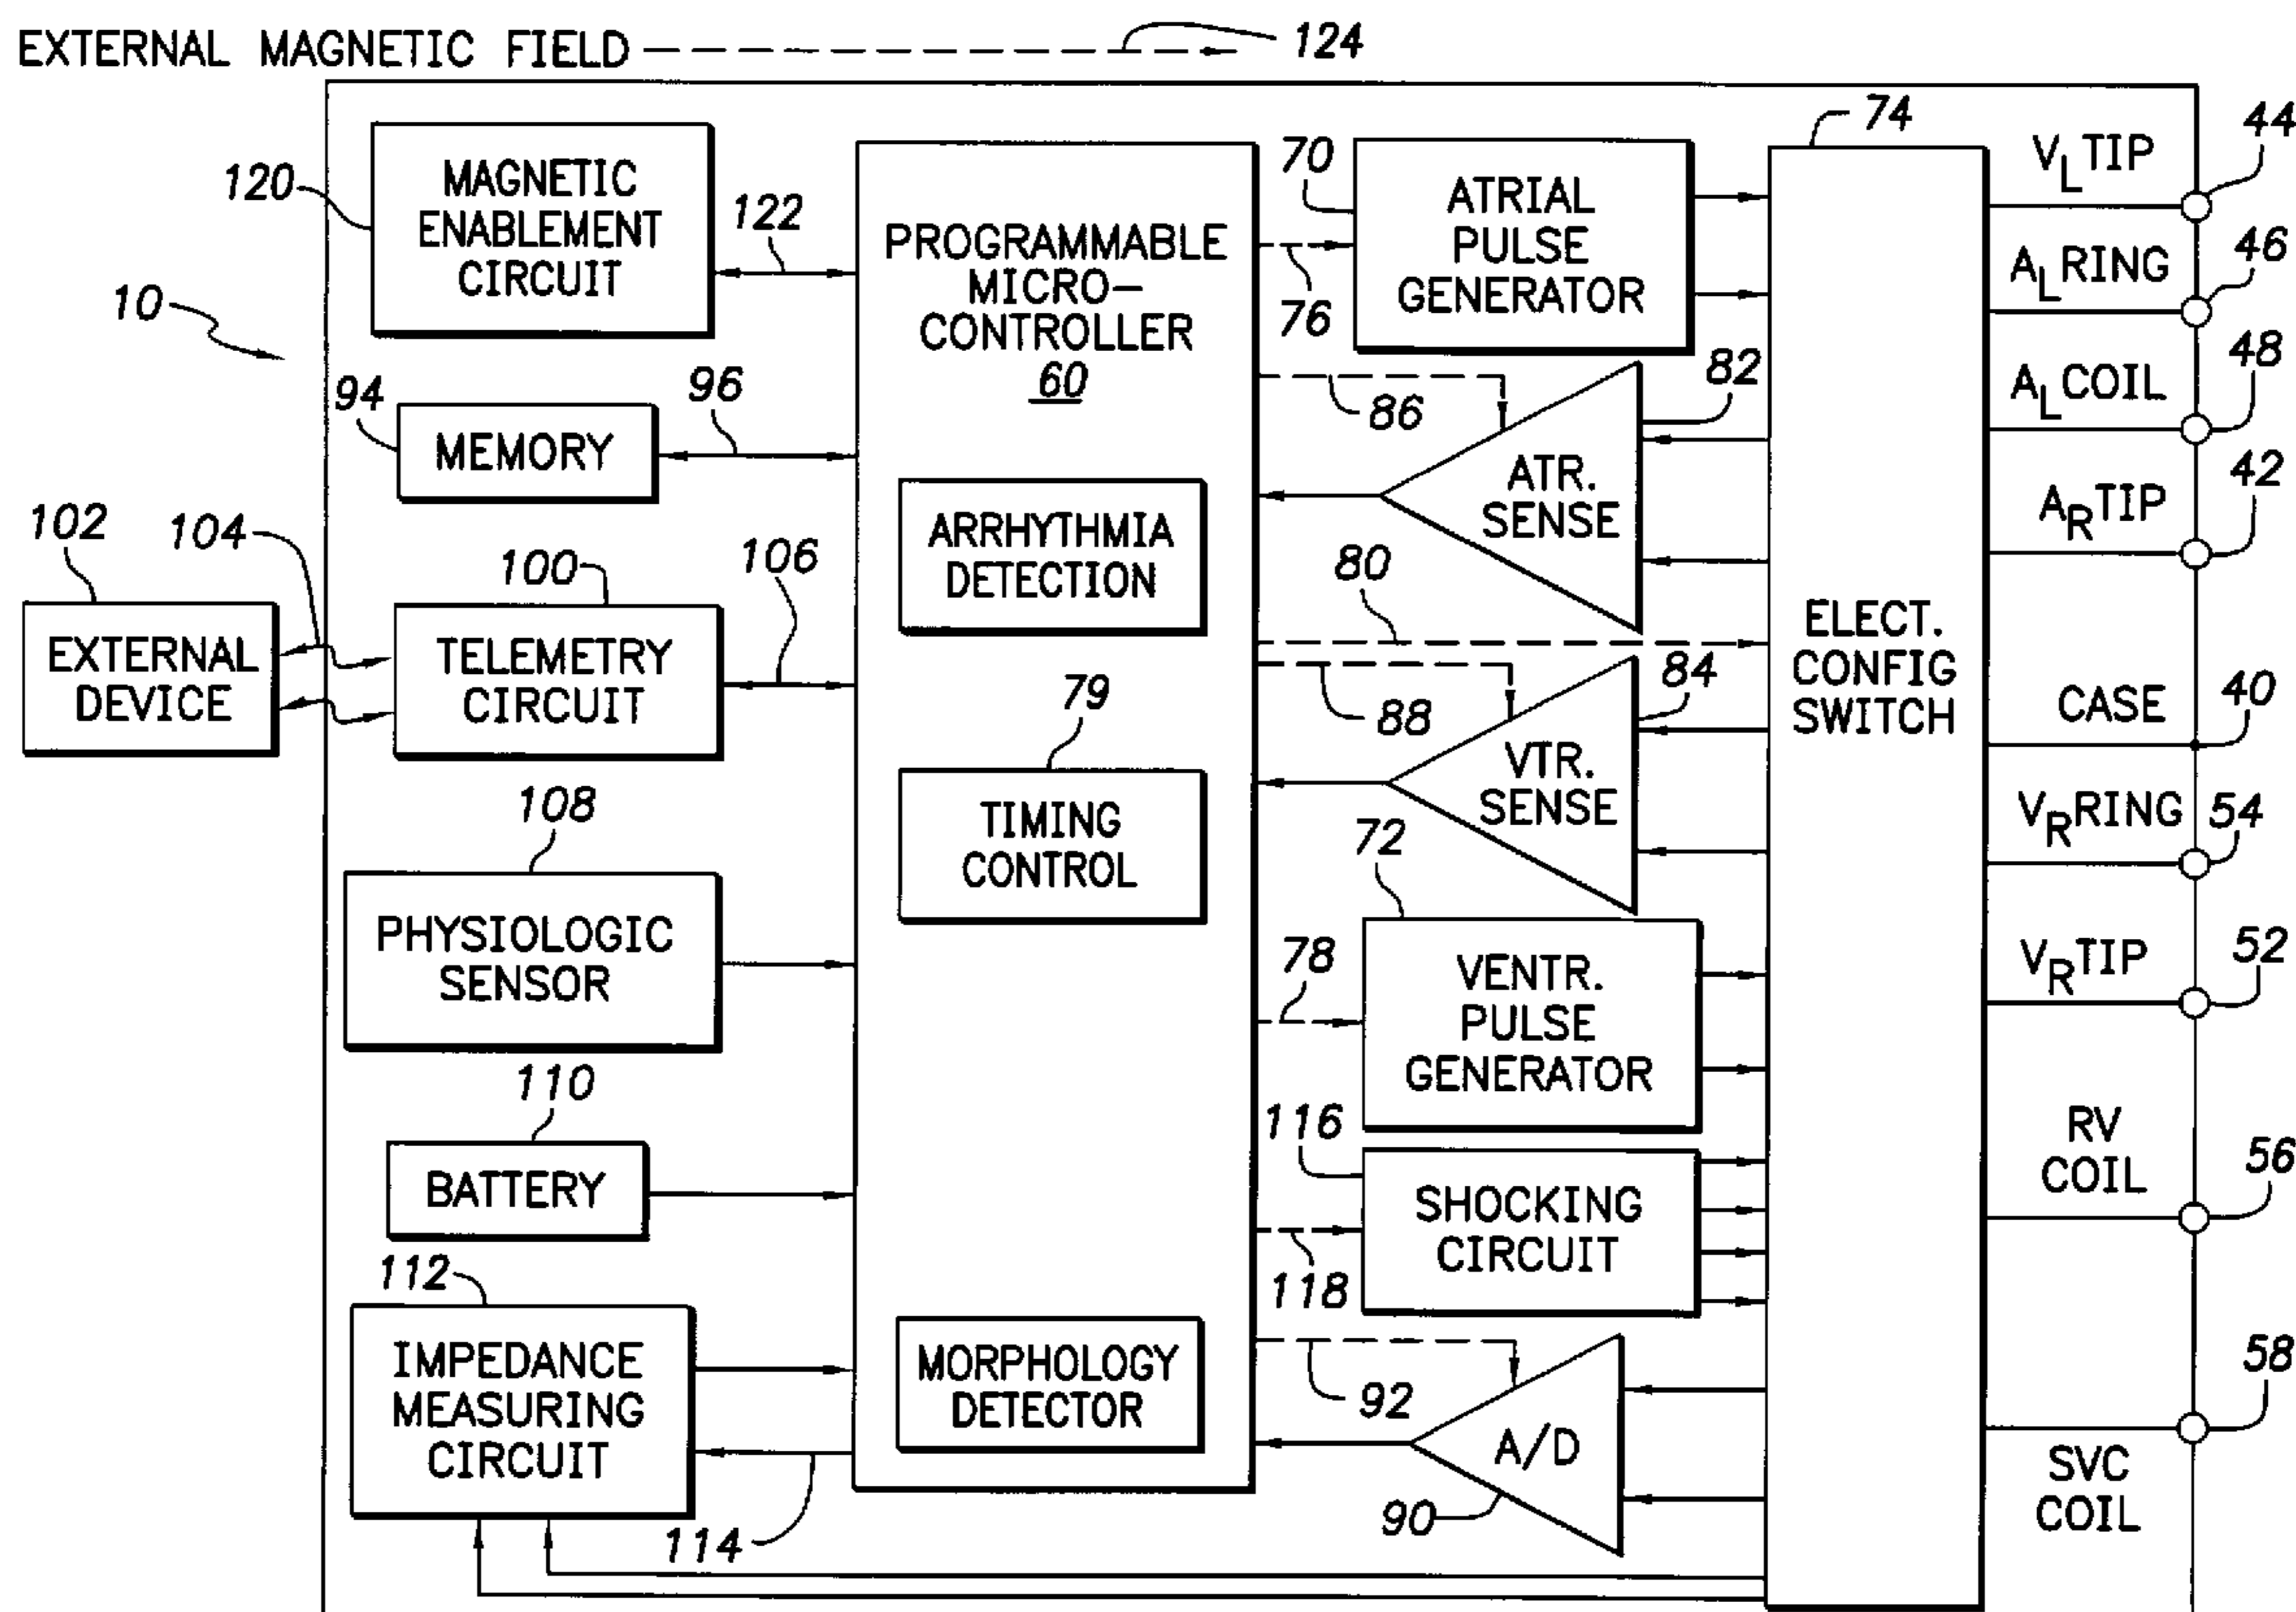 EXTERNAL MAGNETIC FIELD
124
10
120
MAGNETIC
ENABLEMENT
CIRCUIT
122
94
MEMORY
96
102
EXTERNAL
DEVICE
104
100
TELEMETRY
CIRCUIT
106
108
PHYSIOLOGIC
SENSOR
110
BATTERY
112
IMPEDANCE
MEASURING
CIRCUIT
114
PROGRAMMABLE
MICRO-
CONTROLLER
60
ARRHYTHMIA
DETECTION
79
TIMING
CONTROL
MORPHOLOGY
DETECTOR
70
ATRIAL
PULSE
GENERATOR
76
86
82
ATR.
SENSE
80
88
84
VTR.
SENSE
72
VENTR.
PULSE
GENERATOR
78
116
SHOCKING
CIRCUIT
118
92
A/D
90
74
ELECT.
CONFIG
SWITCH
VLTIP
44
ALRING
46
ALCOIL
48
ARTIP
42
CASE
40
VRRING
54
VRTIP
52
RV
COIL
56
58
SVC
COIL